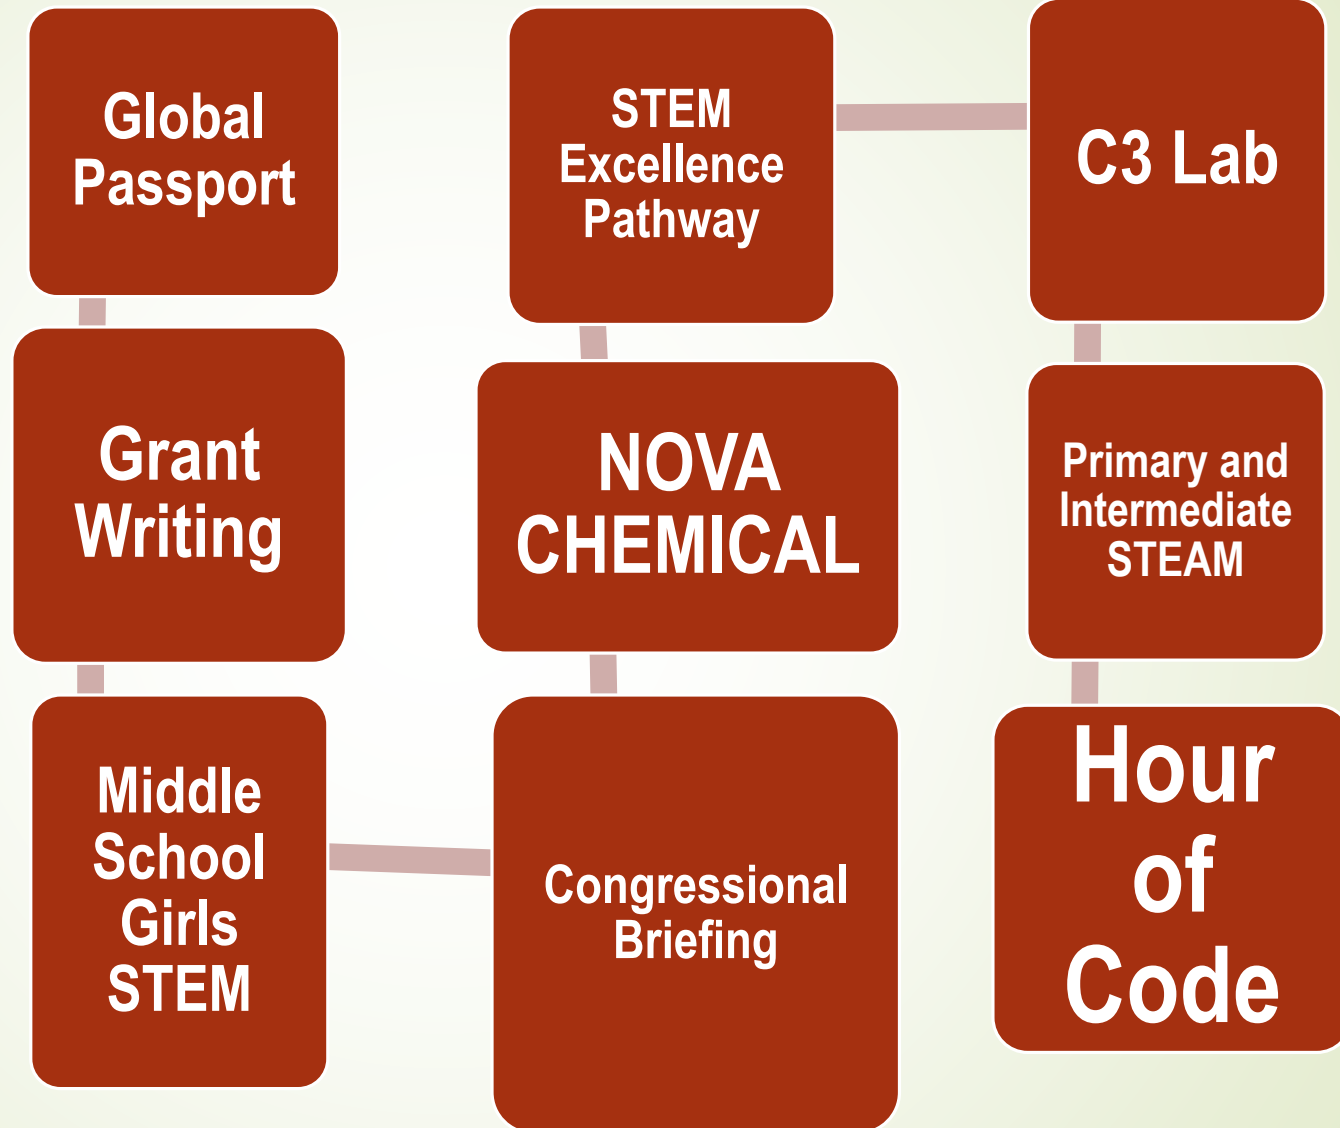 Global
Passport
Grant
Writing
Middle
School
Girls
STEM
Congressional
Briefing
NOVA
CHEMICAL
STEM
Excellence
Pathway
C3 Lab
Primary and
Intermediate
STEAM
Hour
of
Code